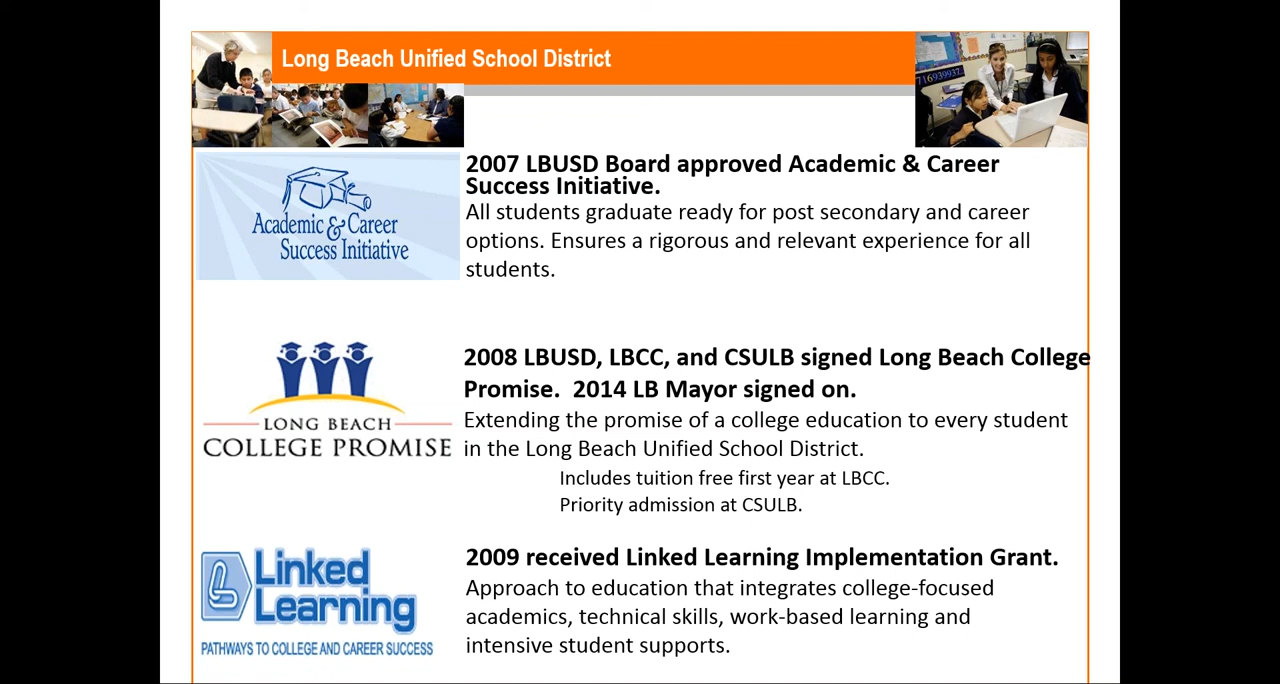 Long Beach Unified School District
716939937
Academic & Career
Success Initiative
2007 LBUSD Board approved Academic & Career
Success Initiative.
All students graduate ready for post secondary and career
options. Ensures a rigorous and relevant experience for all
students.
LONG BEACH
COLLEGE PROMISE
2008 LBUSD, LBCC, and CSULB signed Long Beach College
Promise.  2014 LB Mayor signed on.
Extending the promise of a college education to every student
in the Long Beach Unified School District.
Includes tuition free first year at LBCC.
Priority admission at CSULB.
Linked
Learning
PATHWAYS TO COLLEGE AND CAREER SUCCESS
2009 received Linked Learning Implementation Grant.
Approach to education that integrates college-focused
academics, technical skills, work-based learning and
intensive student supports.